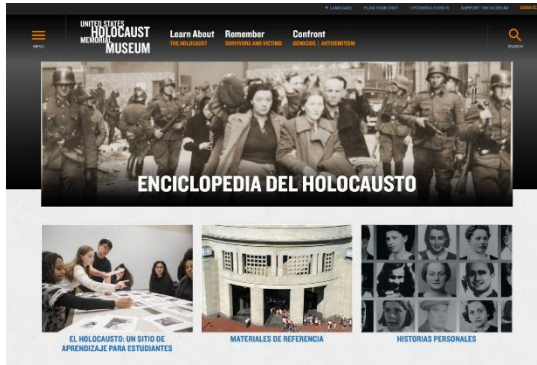 LANGUAGE PLAN YOUR VISIT UPCOMING EVENTS SUPPORT THE MUSEUM DONATE
MENU
UNITED STATES
HOLOCAUST
MEMORIAL
MUSEUM
Learn About
THE HOLOCAUST
Remember
SURVIVORS AND VICTIMS
Confront
GENOCIDE | ANTISEMITISM
SEARCH
ENCICLOPEDIA DEL HOLOCAUSTO
EL HOLOCAUSTO: UN SITIO DE
APRENDIZAJE PARA ESTUDIANTES
MATERIALES DE REFERENCIA
HISTORIAS PERSONALES